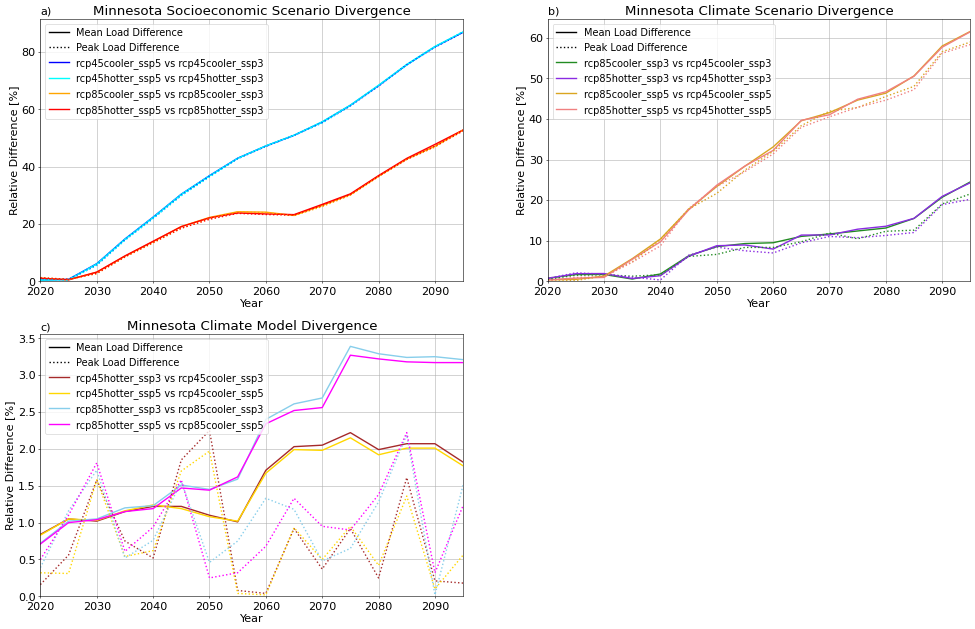 a)
Minnesota Socioeconomic Scenario Divergence
Relative Difference [%]
80
60
40
20
0
Mean Load Difference
Peak Load Difference
rcp45cooler_ssp5 vs rcp45cooler_ssp3
rcp45hotter_ssp5 vs rcp45hotter_ssp3
rcp85cooler_ssp5 vs rcp85cooler_ssp3
rcp85hotter_ssp5 vs rcp85hotter_ssp3
2020 2030 2040 2050 2060 2070 2080 2090
Year
b)
Minnesota Climate Scenario Divergence
Relative Difference [%]
60
50
40
30
20
10
0
Mean Load Difference
Peak Load Difference
rcp85cooler_ssp3 vs rcp45cooler_ssp3
rcp85hotter_ssp3 vs rcp45hotter_ssp3
rcp85cooler_ssp5 vs rcp45cooler_ssp5
rcp85hotter_ssp5 vs rcp45hotter_ssp5
2020 2030 2040 2050 2060 2070 2080 2090
Year
c)
Minnesota Climate Model Divergence
Relative Difference [%]
3.5
3.0
2.5
2.0
1.5
1.0
0.5
0.0
Mean Load Difference
Peak Load Difference
rcp45hotter_ssp3 vs rcp45cooler_ssp3
rcp45hotter_ssp5 vs rcp45cooler_ssp5
rcp85hotter_ssp3 vs rcp85cooler_ssp3
rcp85hotter_ssp5 vs rcp85cooler_ssp5
2020 2030 2040 2050 2060 2070 2080 2090
Year